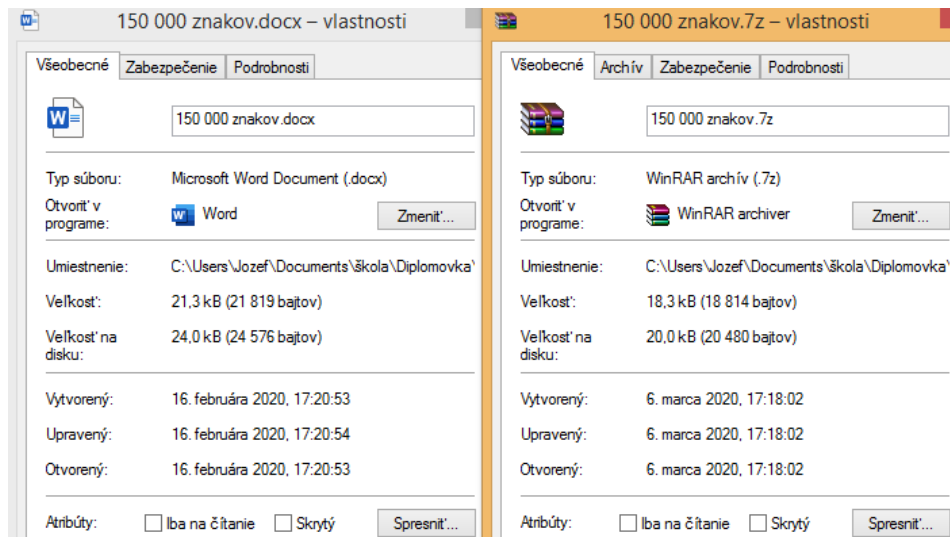 150 000 znakov.docx – vlastnosti
Všeobecné Zabezpečenie Podrobnosti
150 000 znakov.docx
Typ súboru: Microsoft Word Document (.docx)
Otvoriť v programe: Word Zmeniť...
Umiestnenie: C:\Users\Jozef\Documents\škola\Diplomovka\
Veľkosť: 21,3 kB (21 819 bajtov)
Veľkosť na disku: 24,0 kB (24 576 bajtov)
Vytvorený: 16. februára 2020, 17:20:53
Upravený: 16. februára 2020, 17:20:54
Otvorený: 16. februára 2020, 17:20:53
Atribúty: Iba na čítanie Skrytý Spresniť...
150 000 znakov.7z – vlastnosti
Všeobecné Archív Zabezpečenie Podrobnosti
150 000 znakov.7z
Typ súboru: WinRAR archív (.7z)
Otvoriť v programe: WinRAR archiver Zmeniť...
Umiestnenie: C:\Users\Jozef\Documents\škola\Diplomovka\
Veľkosť: 18,3 kB (18 814 bajtov)
Veľkosť na disku: 20,0 kB (20 480 bajtov)
Vytvorený: 6. marca 2020, 17:18:02
Upravený: 6. marca 2020, 17:18:02
Otvorený: 6. marca 2020, 17:18:02
Atribúty: Iba na čítanie Skrytý Spresniť...